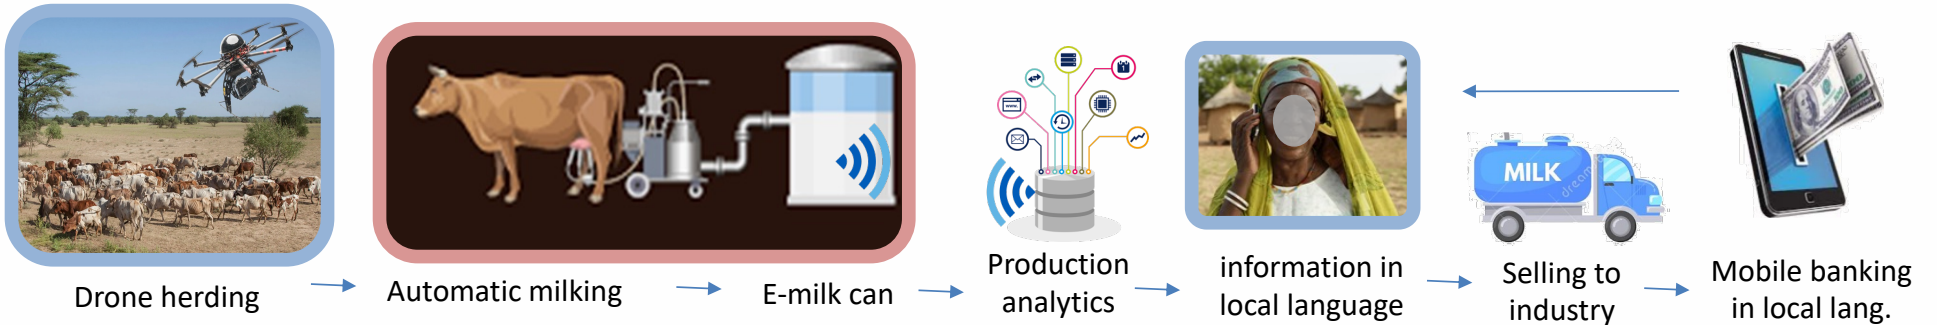 Drone herding
Automatic milking
E-milk can
Production
analytics
information in
local language
MILK
Selling to
industry
Mobile banking
in local lang.